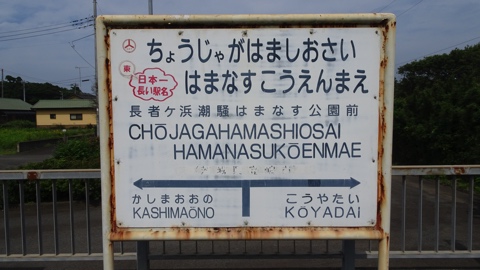 ちょうじゃがはましおさい
はまなすこうえんまえ
日本一
長い駅名
長者ヶ浜潮騒はまなす公園前
CHŌJAGAHAMASHIOSAI
HAMANASUKŌENMAE
かしまおおの
KASHIMAŌNO
こうやだい
KŌYADAI